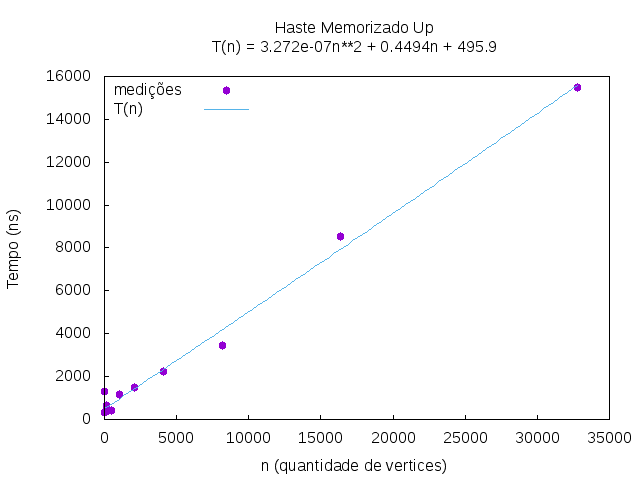 Haste Memorizado Up
T(n) = 3.272e-07n**2 + 0.4494n + 495.9
16000
medições
T(n)
14000
12000
10000
8000
6000
4000
2000
0
Tempo (ns)
0 5000 10000 15000 20000 25000 30000 35000
n (quantidade de vertices)